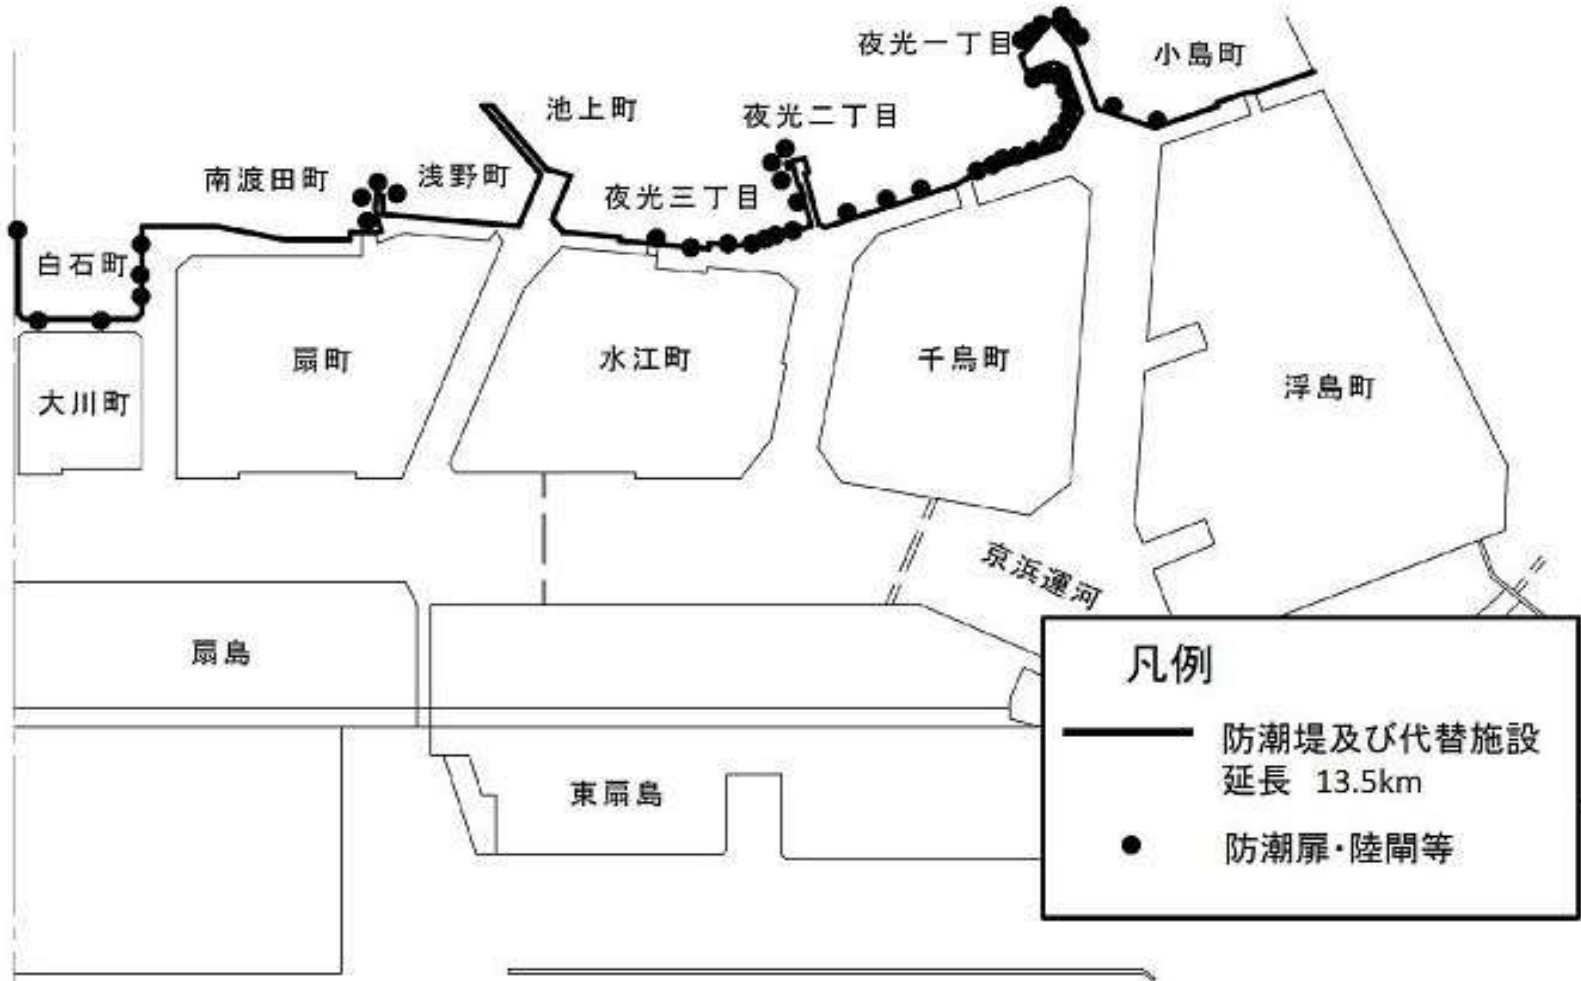 夜光一丁目
小島町
池上町
夜光二丁目
南渡田町
浅野町
夜光三丁目
白石町
扇町
水江町
千鳥町
浮島町
大川町
京浜運河
扇島
東扇島
凡例
防潮堤及び代替施設
延長 13.5km
防潮扉・陸閘等